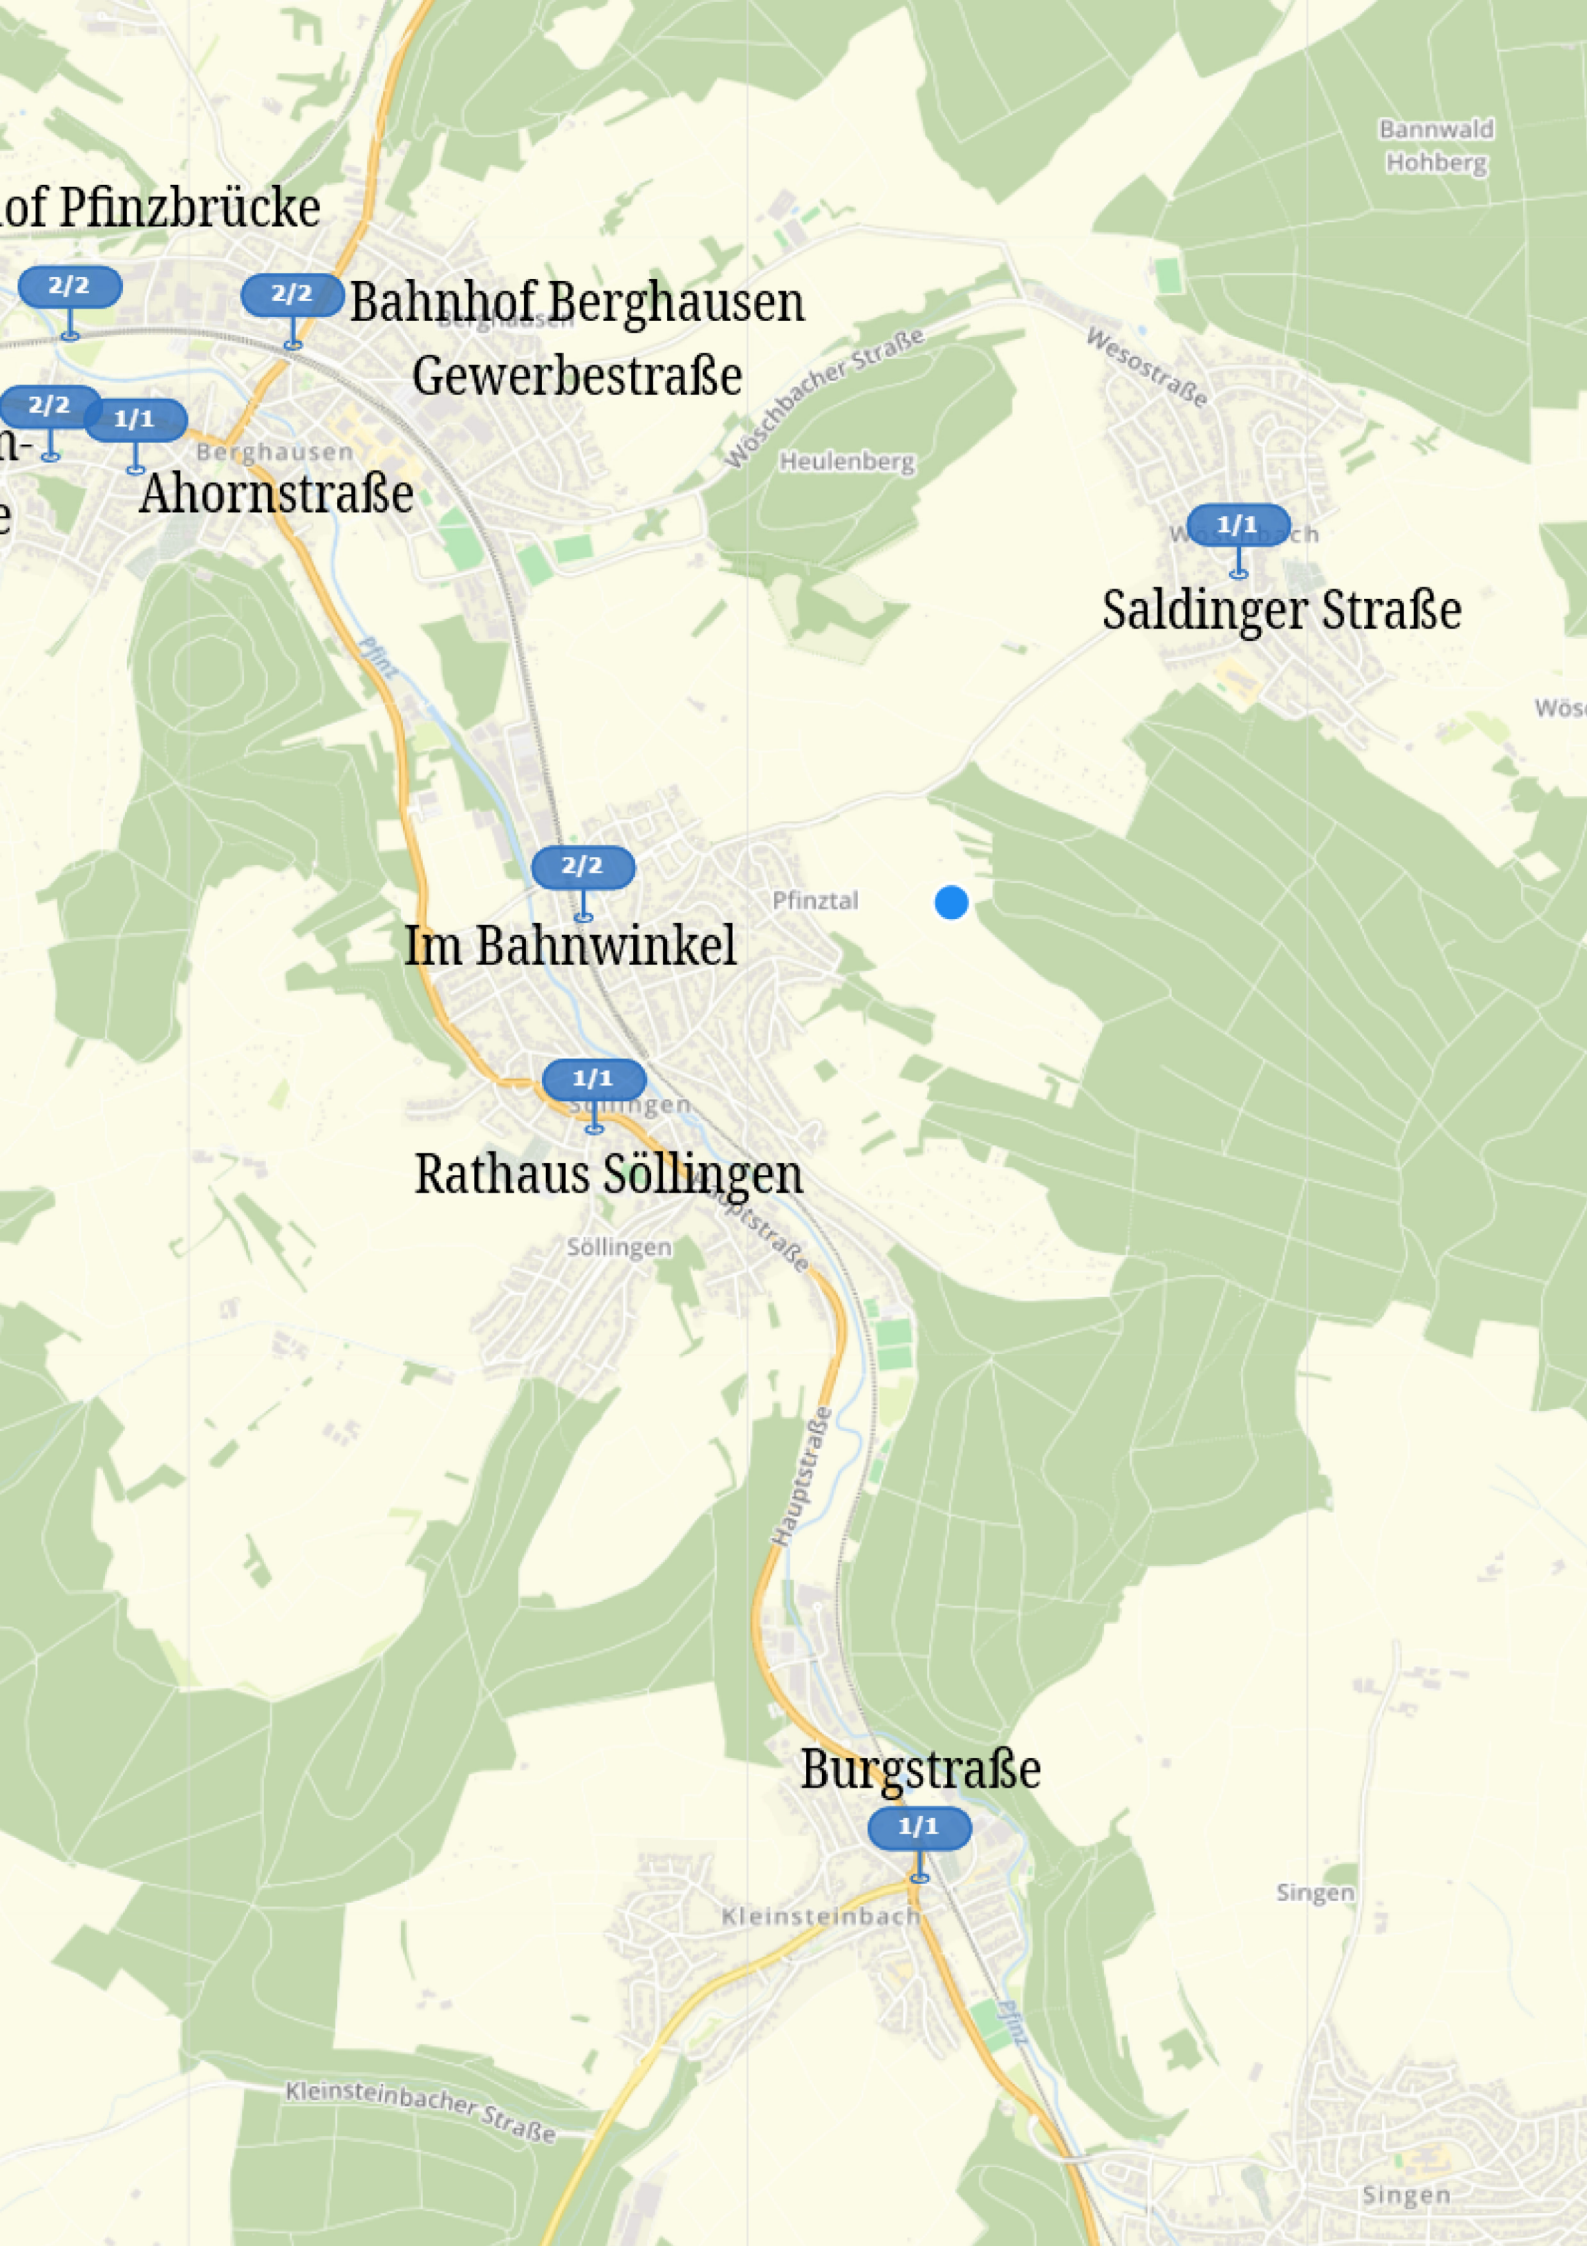 Bannwald
Hohberg
of Pfinzbrücke
2/2
2/2
Bahnhof Berghausen
Berghausen
Gewerbestraße
Wöschbacher Straße
Wesostraße
2/2
1/1
n-
e
Berghausen
Ahornstraße
Heulenberg
1/1
Saldinger Straße
Pfinz
Wös
2/2
Pfinztal
Im Bahnwinkel
1/1
Söllingen
Rathaus Söllingen
Hauptstraße
Söllingen
Hauptstraße
Burgstraße
1/1
Kleinsteinbach
Singen
Pfinz
Kleinsteinbacher Straße
Singen